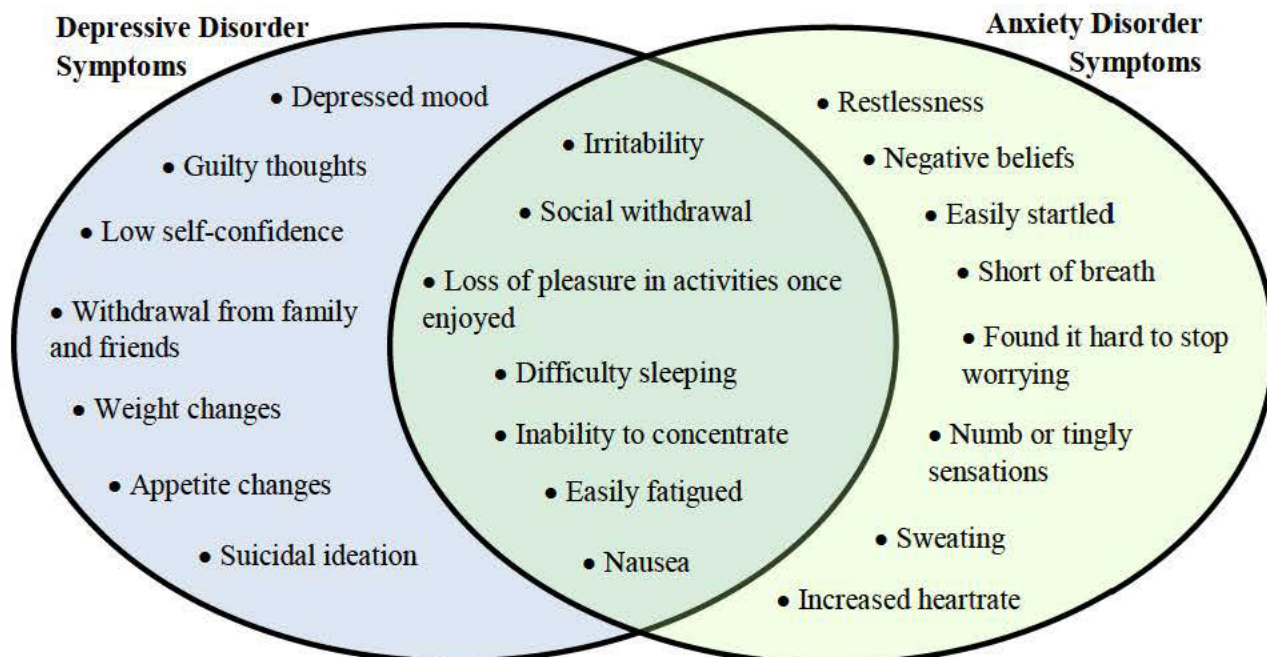 Depressive Disorder
Symptoms
● Depressed mood
● Guilty thoughts
● Low self-confidence
● Withdrawal from family
and friends
● Weight changes
● Appetite changes
● Suicidal ideation
● Irritability
● Social withdrawal
● Loss of pleasure in activities once
enjoyed
● Difficulty sleeping
● Inability to concentrate
● Easily fatigued
● Nausea
Anxiety Disorder
Symptoms
● Restlessness
● Negative beliefs
● Easily startled
● Short of breath
● Found it hard to stop
worrying
● Numb or tingly
sensations
● Sweating
● Increased heartrate